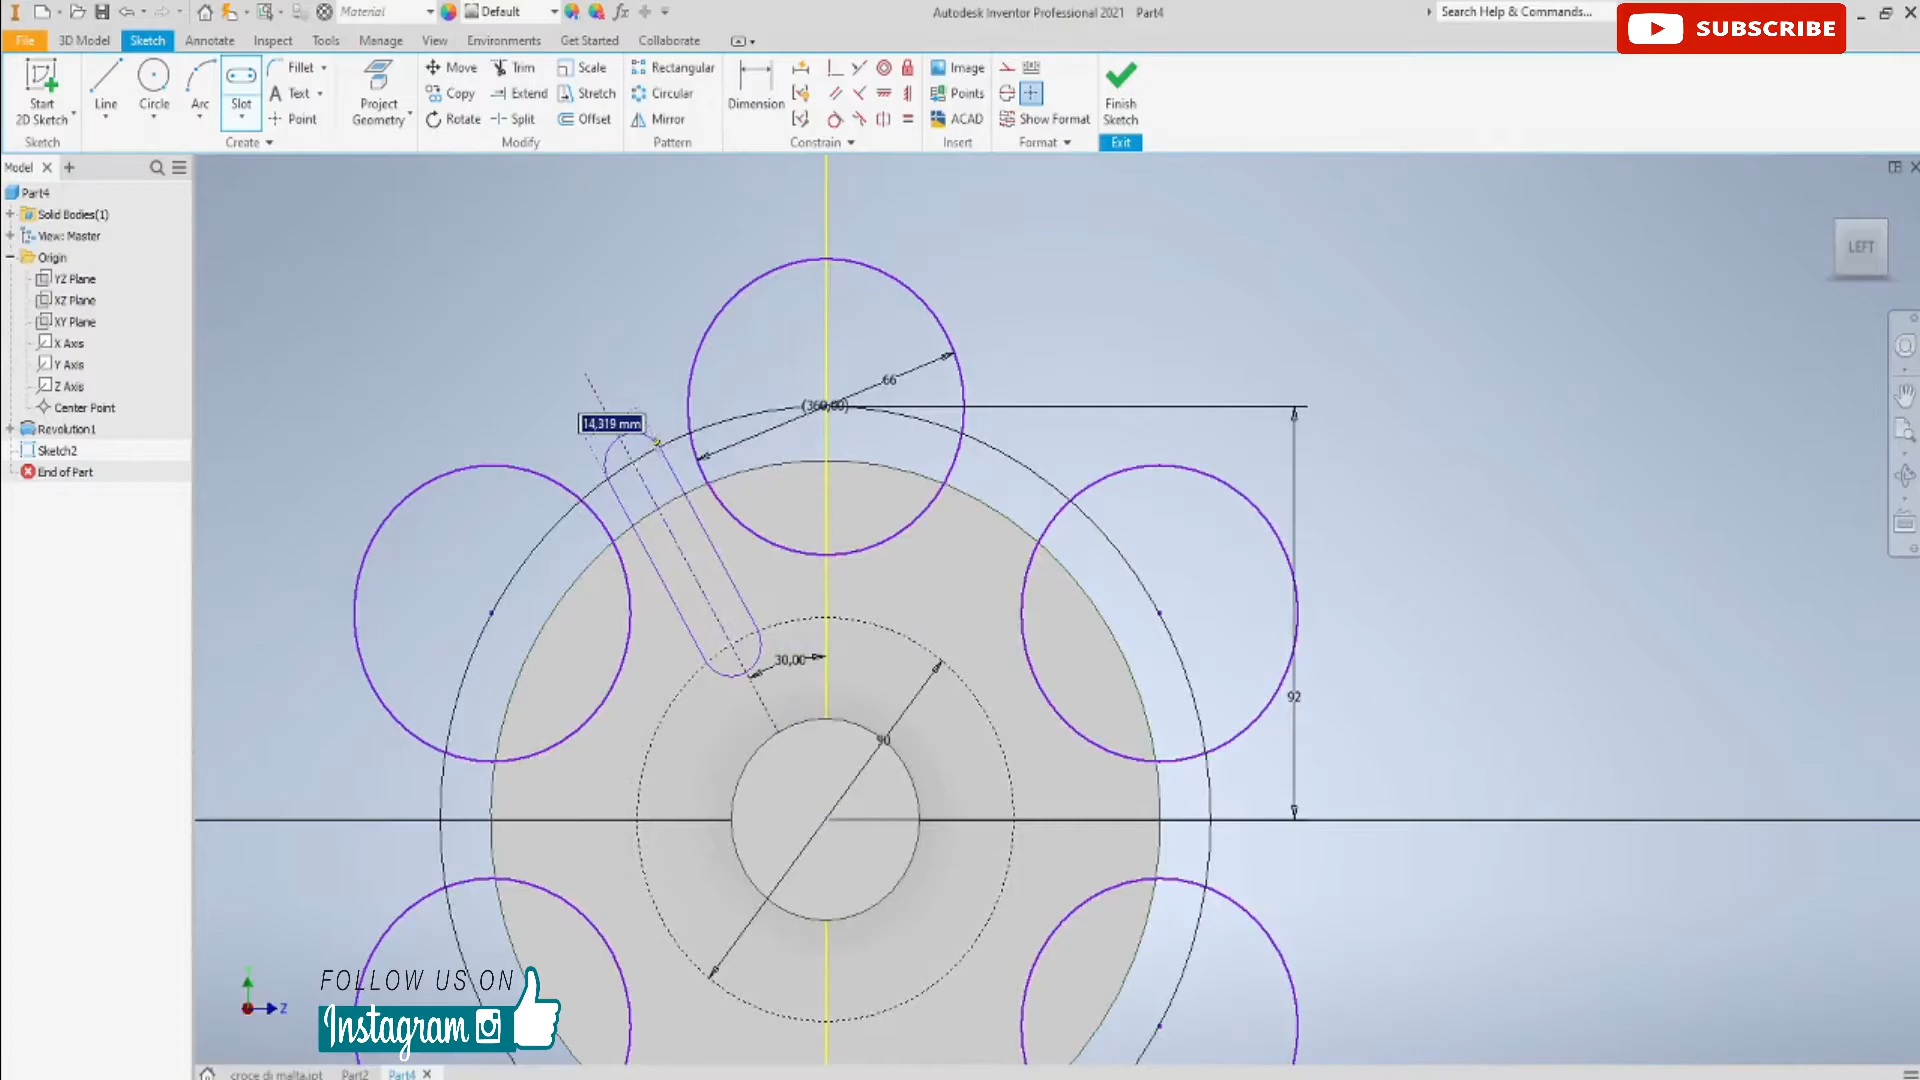 Material
Default
fx
Autodesk Inventor Professional 2021 Part4
Search Help & Commands...
SUBSCRIBE
File 3D Model Sketch Annotate Inspect Tools Manage View Environments Get Started Collaborate
Start
2D Sketch
Line
Circle
Arc
Slot
Fillet
A Text
Point
Project
Geometry
Move
Copy
Rotate
Trim
Extend
Split
Scale
Stretch
Offset
Rectangular
Circular
Mirror
Dimension
Image
Points
ACAD
Show Format
Finish
Sketch
Sketch
Create
Modify
Pattern
Constrain
Insert
Format
Exit
Model
Part4
Solid Bodies(1)
View: Master
Origin
YZ Plane
XZ Plane
XY Plane
X Axis
Y Axis
Z Axis
Center Point
Revolution1
Sketch2
End of Part
LEFT
66
(360,00)
14,319 mm
30,00
92
90
Z
FOLLOW US ON
Instagram
croce di malta.ipt
Part2
Part4